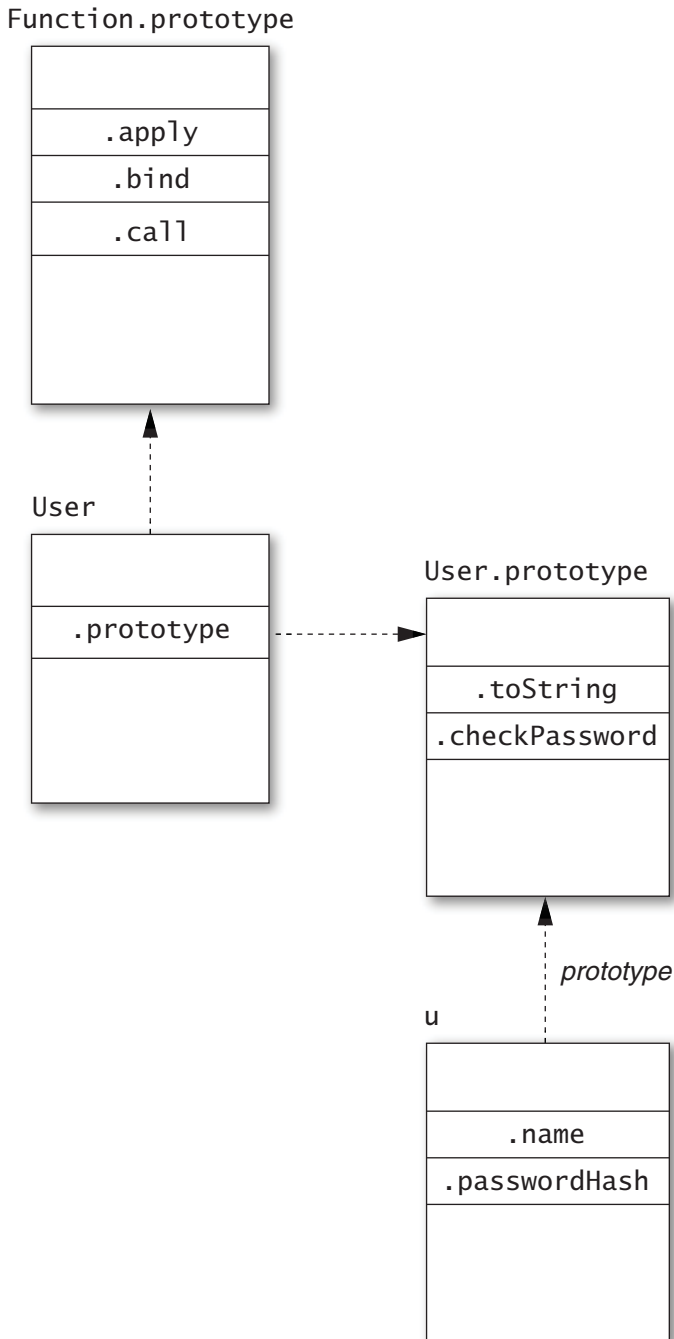 Function.prototype
.apply
.bind
.call
User
.prototype
User.prototype
.toString
.checkPassword
prototype
u
.name
.passwordHash